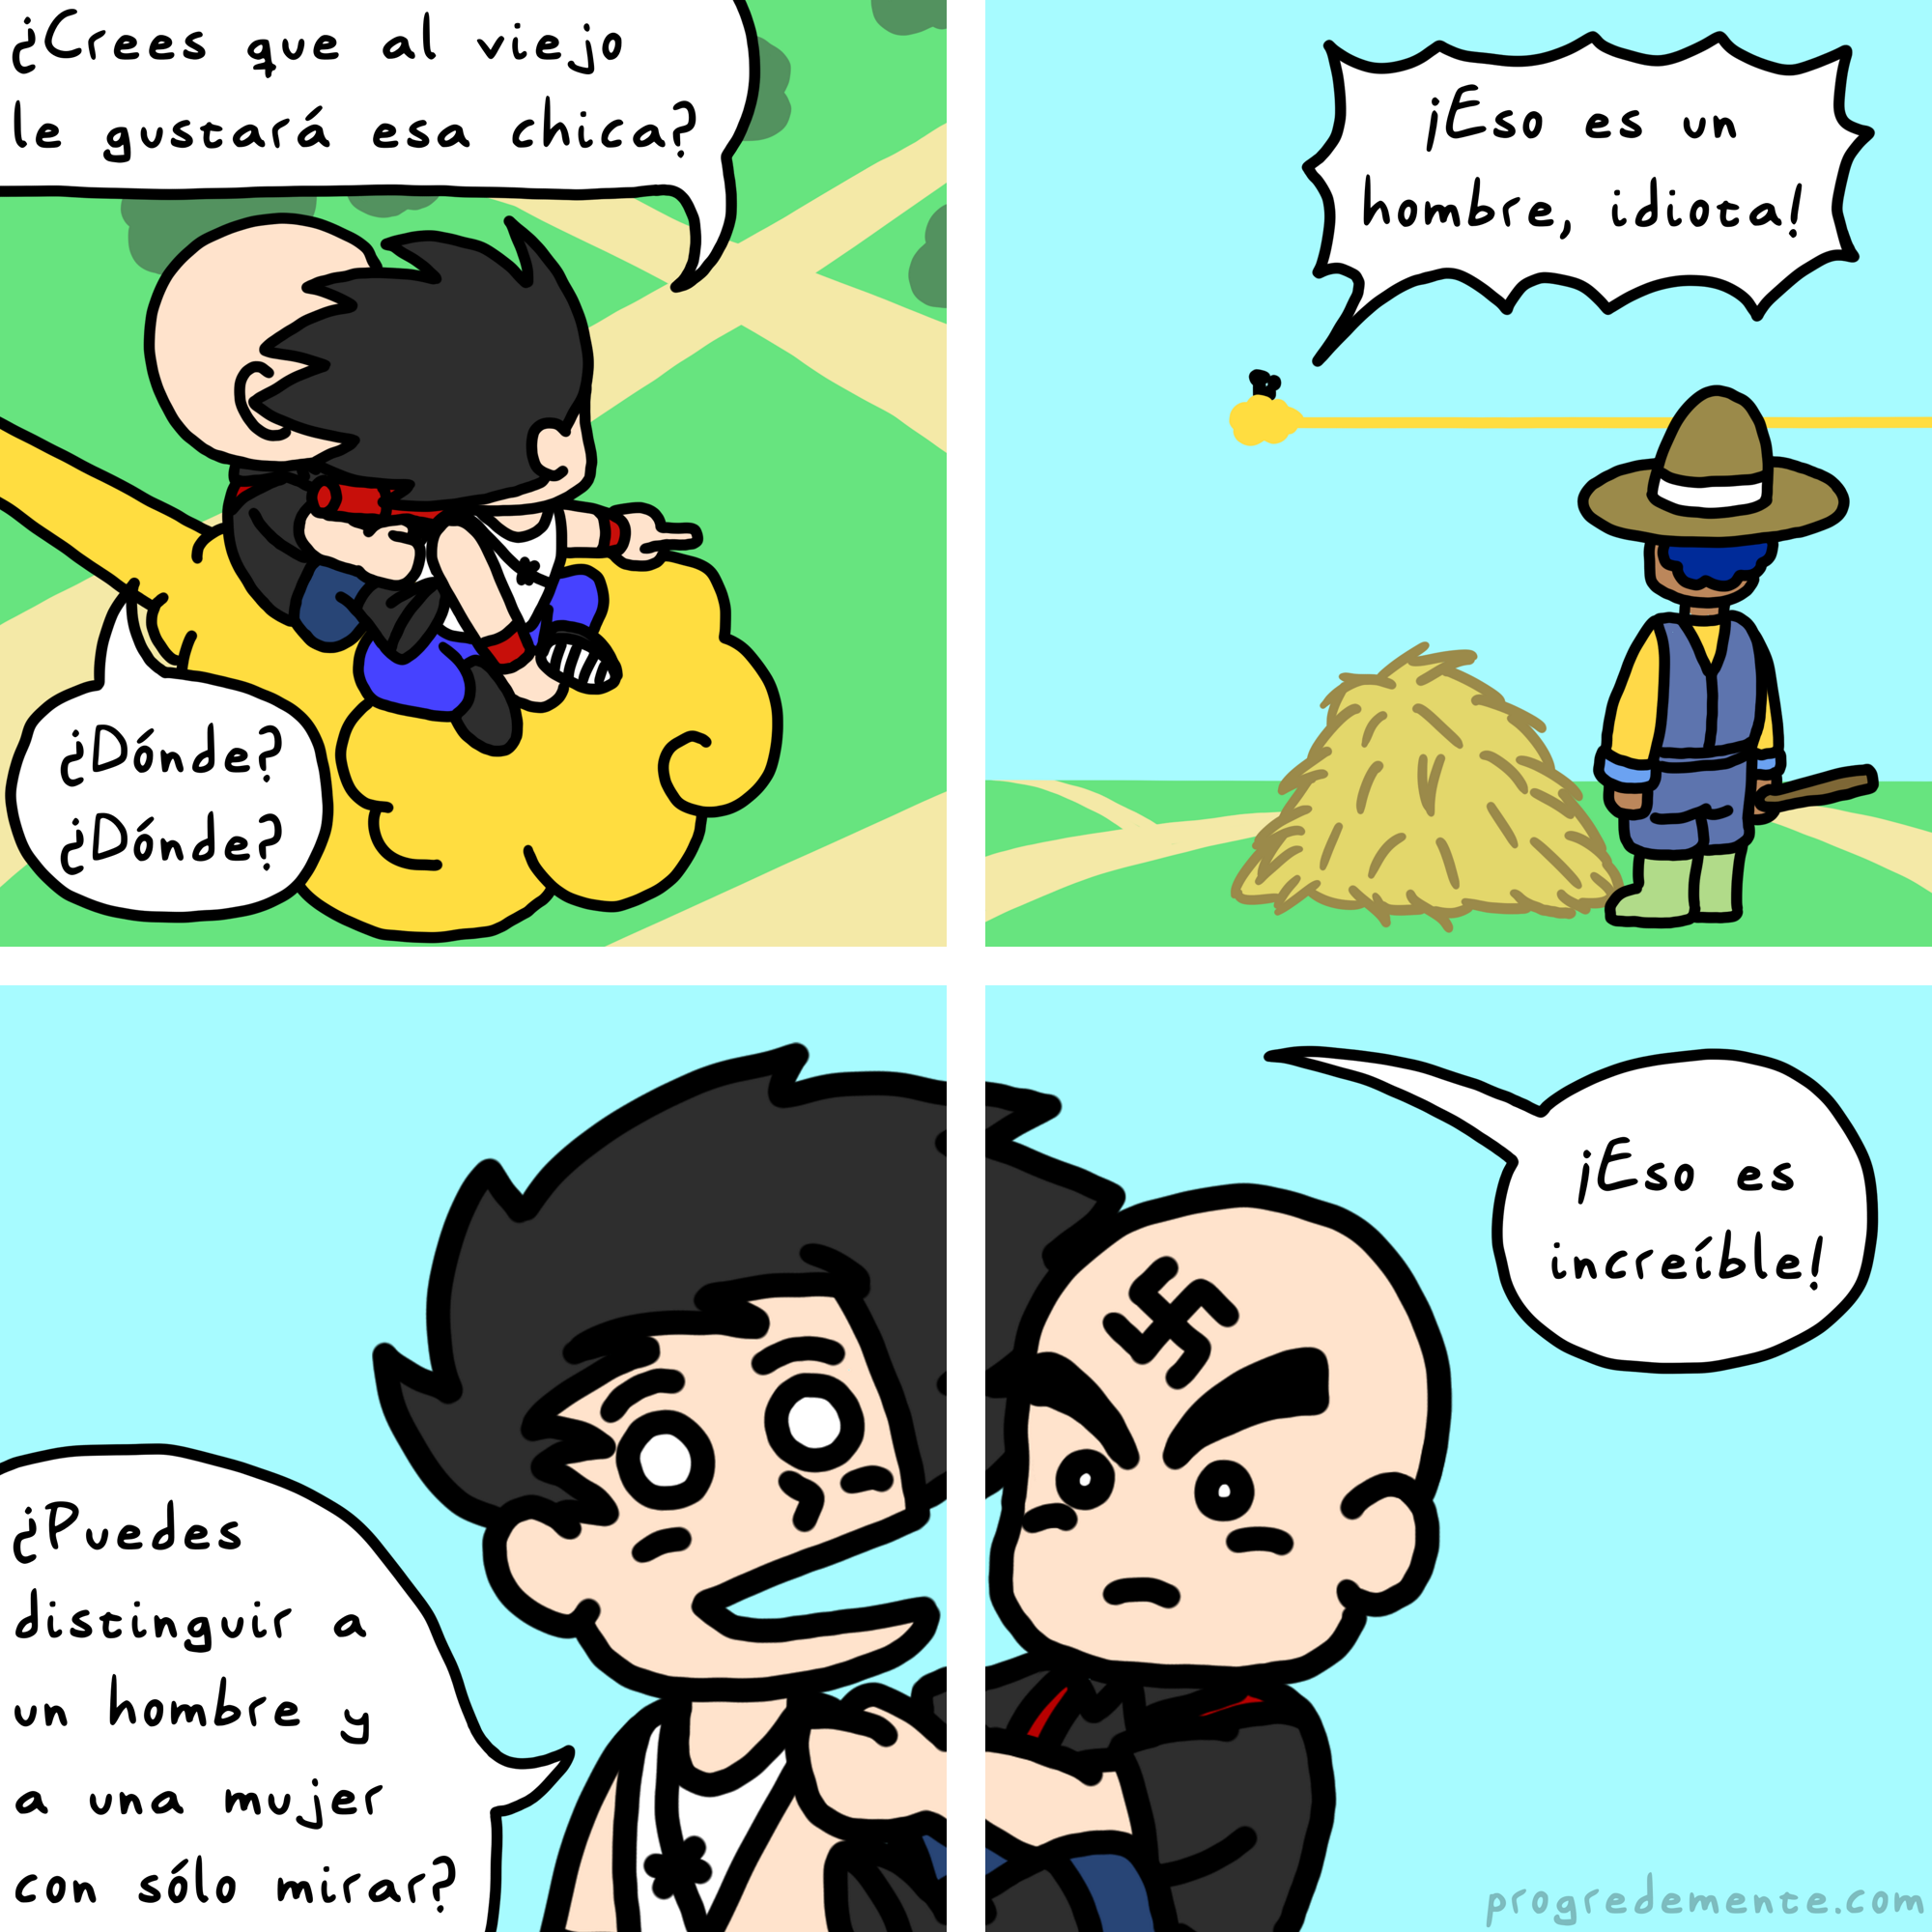 ¿Crees que al viejo
le gustará esa chica?
¿Dónde?
¿Dónde?
¡Eso es un
hombre, idiota!
¿Puedes
distinguir a
un hombre y
a una mujer
con sólo mirar?
¡Eso es
increíble!
progredemente.com